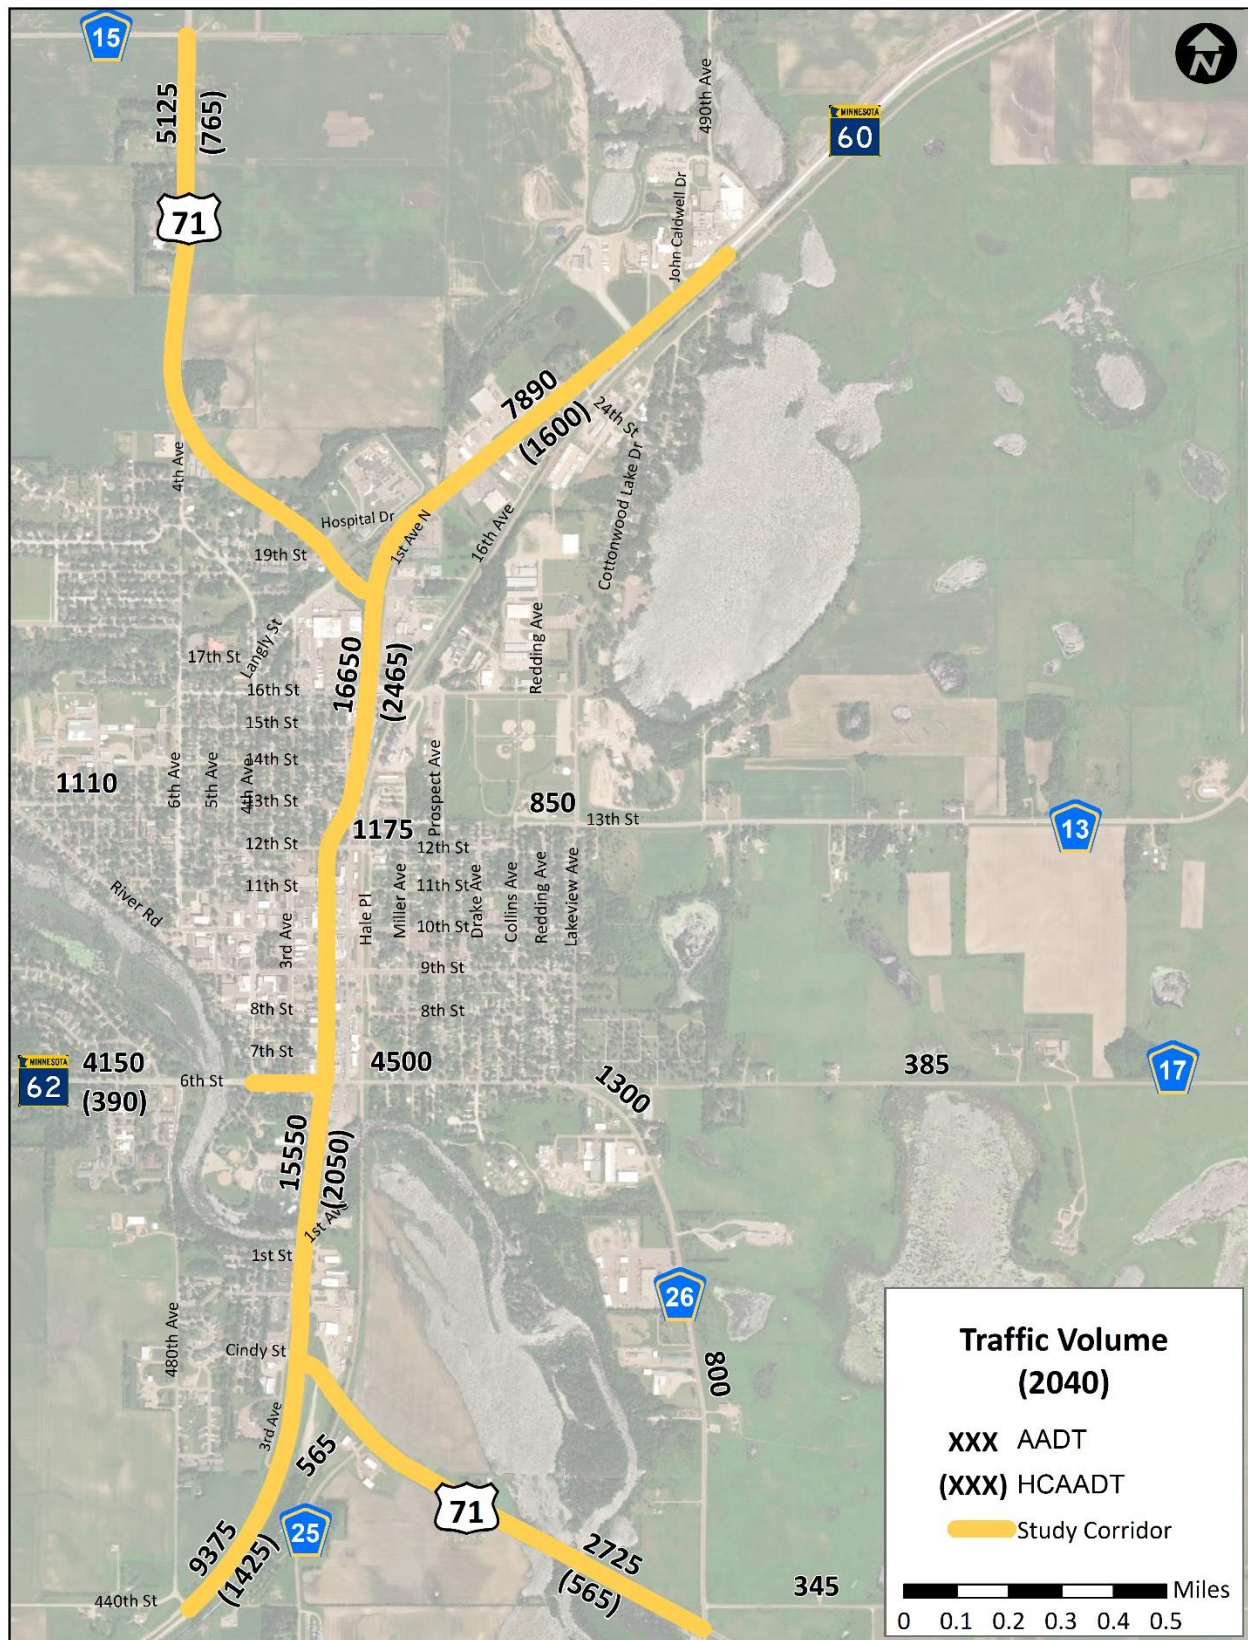 15
N
5125
(765)
490th Ave
MINNESOTA
60
71
John Caldwell Dr
7890
(1600)
24th St
4th Ave
Cottonwood Lake Dr
Hospital Dr
1st Ave N
16th Ave
19th St
Redding Ave
Langly St
17th St
16650
(2465)
16th St
15th St
14th St
1110
6th Ave
5th Ave
4th Ave
13th St
Prospect Ave
850
13th St
13
1175
12th St
12th St
11th St
11th St
River Rd
3rd Ave
Hale Pl
Miller Ave
10th St
Drake Ave
Collins Ave
Redding Ave
Lakeview Ave
9th St
8th St
8th St
7th St
MINNESOTA
62
4150
(390)
6th St
4500
1300
385
17
15550
(2050)
1st Ave
1st St
26
480th Ave
Cindy St
800
3rd Ave
565
71
25
9375
(1425)
440th St
2725
(565)
345
Traffic Volume
(2040)
XXX AADT
(XXX) HCAADT
Study Corridor
Miles
0 0.1 0.2 0.3 0.4 0.5